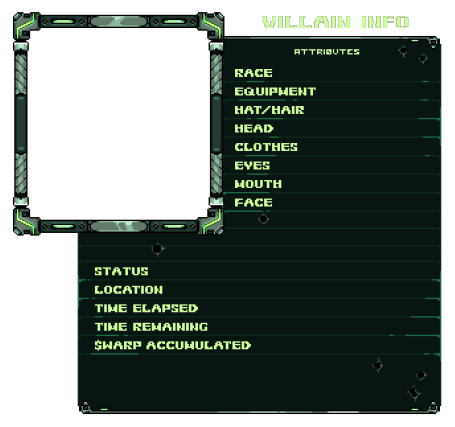 VILLAIN INFO
ATTRIBUTES
RACE
EQUIPMENT
HAT/HAIR
HEAD
CLOTHES
EYES
MOUTH
FACE
STATUS
LOCATION
TIME ELAPSED
TIME REMAINING
$WARP ACCUMULATED